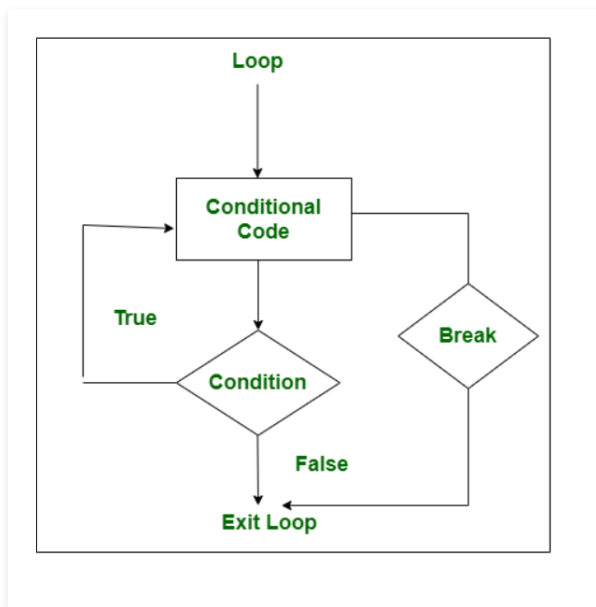 Loop
Conditional
Code
True
Break
Condition
False
Exit Loop